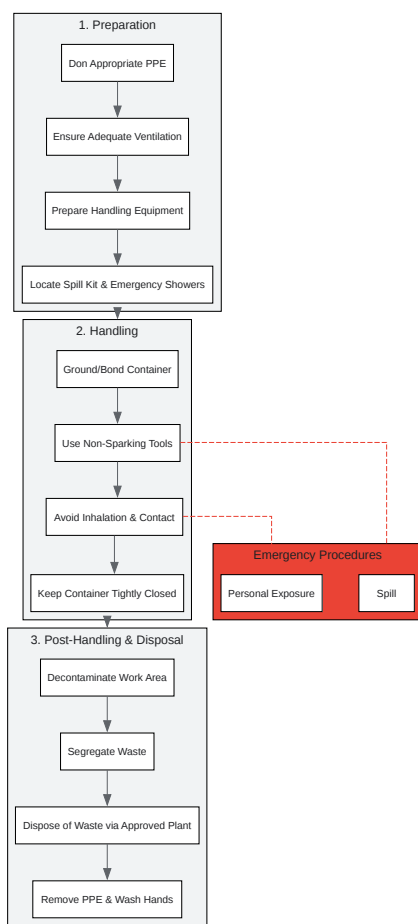 1. Preparation
Don Appropriate PPE
Ensure Adequate Ventilation
Prepare Handling Equipment
Locate Spill Kit & Emergency Showers
2. Handling
Ground/Bond Container
Use Non-Sparking Tools
Avoid Inhalation & Contact
Keep Container Tightly Closed
Emergency Procedures
Personal Exposure
Spill
3. Post-Handling & Disposal
Decontaminate Work Area
Segregate Waste
Dispose of Waste via Approved Plant
Remove PPE & Wash Hands